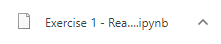 Exercise 1 - Rea....ipynb